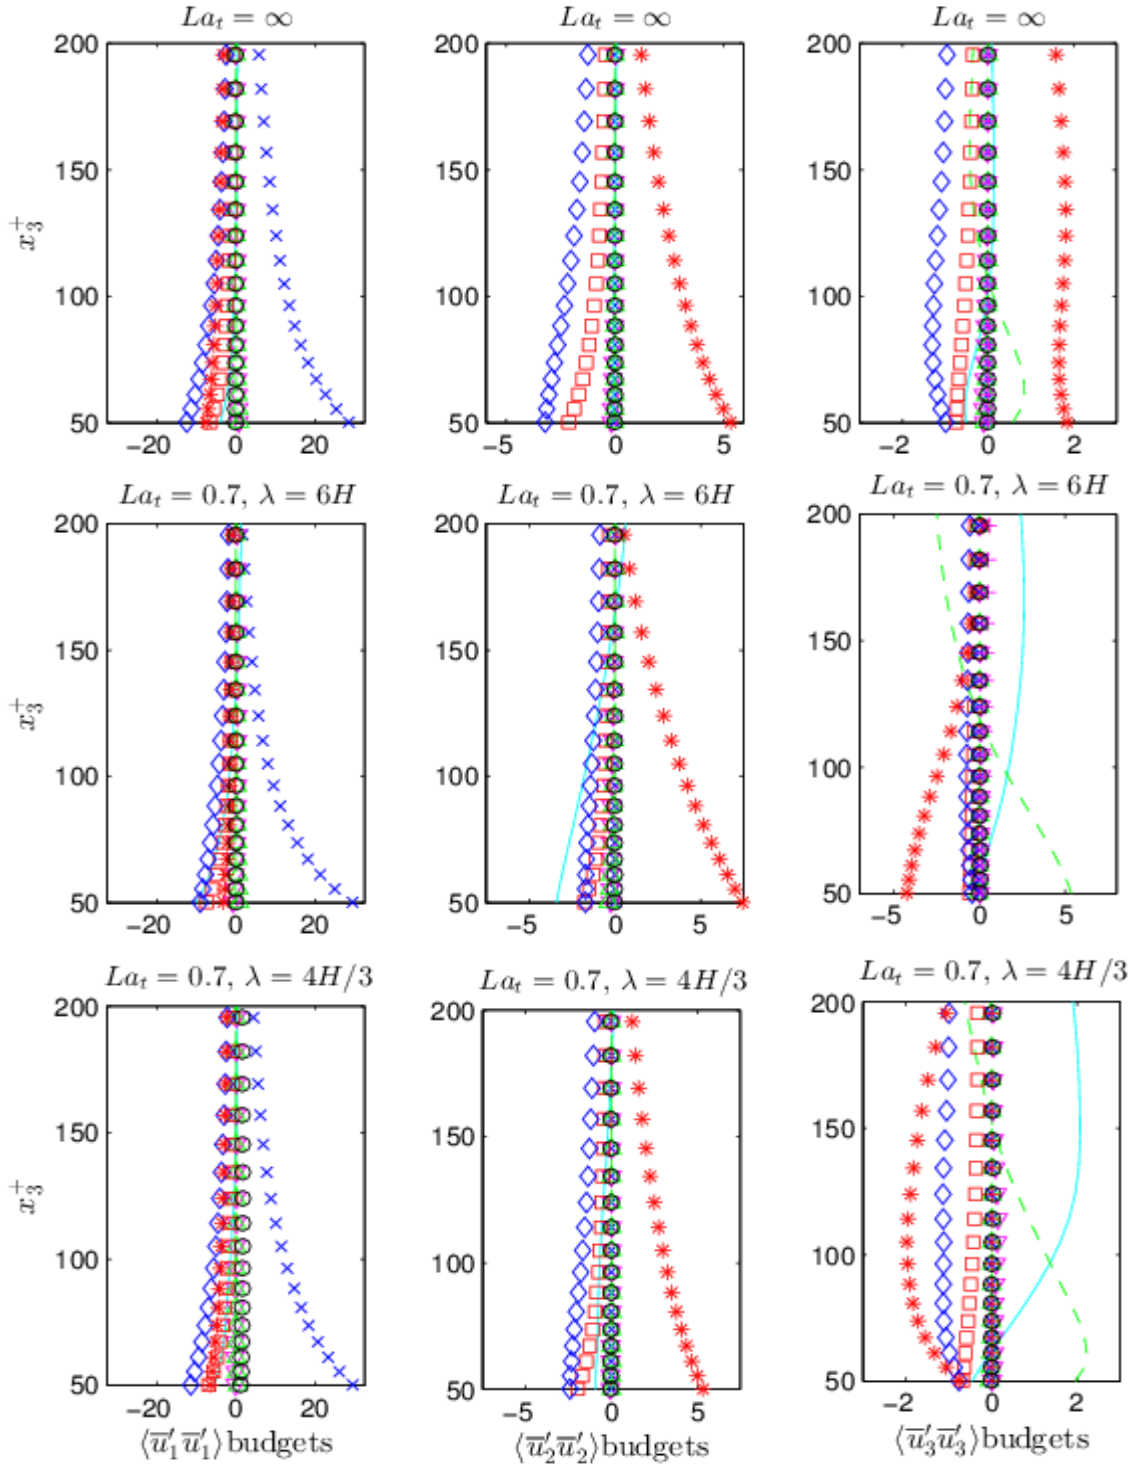 La_t = ∞ La_t = ∞ La_t = ∞
200 200 200
150 150 150
x_3^+
100 100 100
50 50 50
−20 0 20 −5 0 5 −2 0 2
La_t = 0.7, λ = 6H La_t = 0.7, λ = 6H La_t = 0.7, λ = 6H
200 200 200
150 150 150
x_3^+
100 100 100
50 50 50
−20 0 20 −5 0 5 −5 0 5
La_t = 0.7, λ = 4H/3 La_t = 0.7, λ = 4H/3 La_t = 0.7, λ = 4H/3
200 200 200
150 150 150
x_3^+
100 100 100
50 50 50
−20 0 20 −5 0 5 −2 0 2
⟨u̅′_1u̅′_1⟩budgets ⟨u̅′_2u̅′_2⟩budgets ⟨u̅′_3u̅′_3⟩budgets